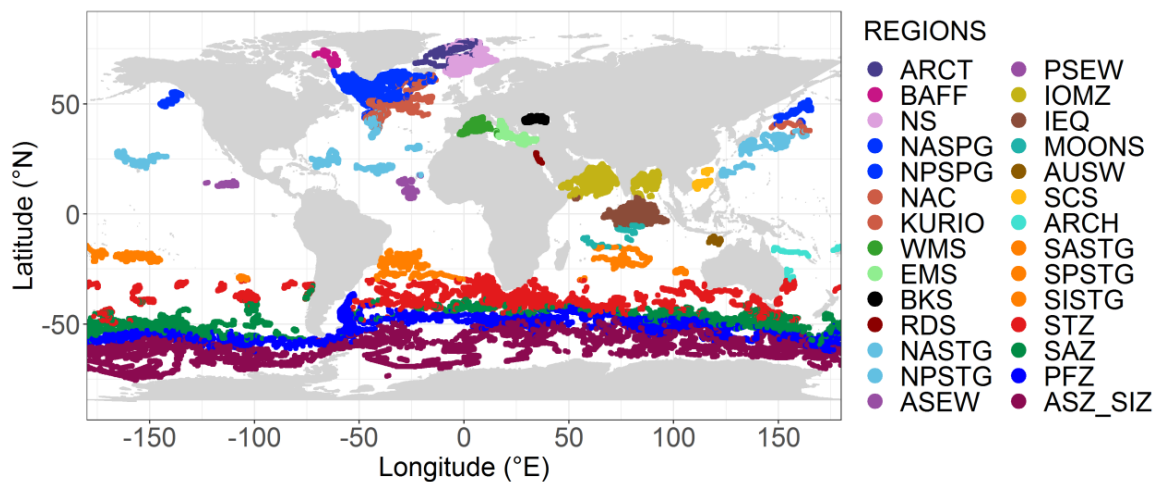 REGIONS
ARCT
BAFF
NS
NASPG
NPSPG
NAC
KURIO
WMS
EMS
BKS
RDS
NASTG
NPSTG
ASEW
PSEW
IOMZ
IEQ
MOONS
AUSW
SCS
ARCH
SASTG
SPSTG
SISTG
STZ
SAZ
PFZ
ASZ_SIZ
Latitude (°N)
50
0
-50
-150
-100
-50
0
50
100
150
Longitude (°E)